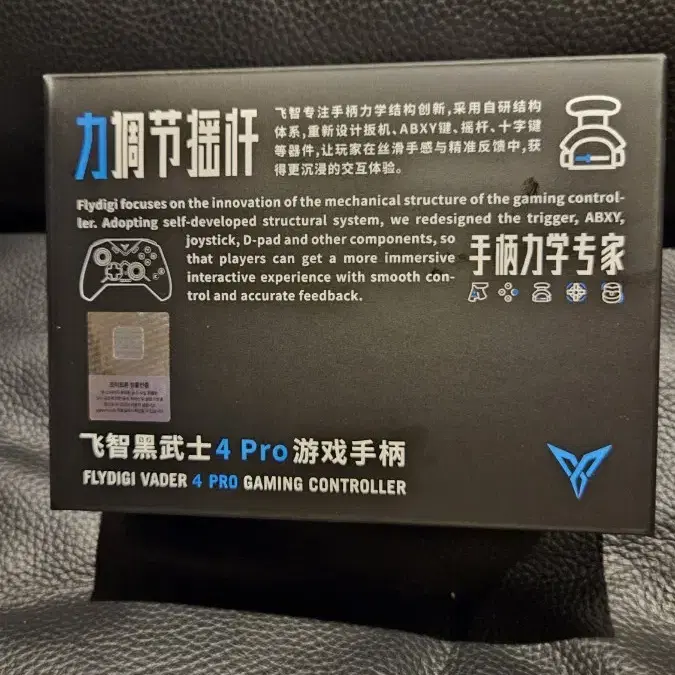 力调节摇杆
飞智专注手柄力学结构创新,采用自研结构
体系,重新设计扳机、ABXY键、摇杆、十字键
等器件,让玩家在丝滑手感与精准反馈中,获
得更沉浸的交互体验。
Flydigi focuses on the innovation of the mechanical structure of the gaming control-
ler. Adopting self-developed structural system, we redesigned the trigger, ABXY,
joystick, D-pad and other components, so
that players can get a more immersive
interactive experience with smooth con-
trol and accurate feedback.
手柄力学专家
飞智黑武士4 Pro游戏手柄
FLYDIGI VADER 4 PRO GAMING CONTROLLER